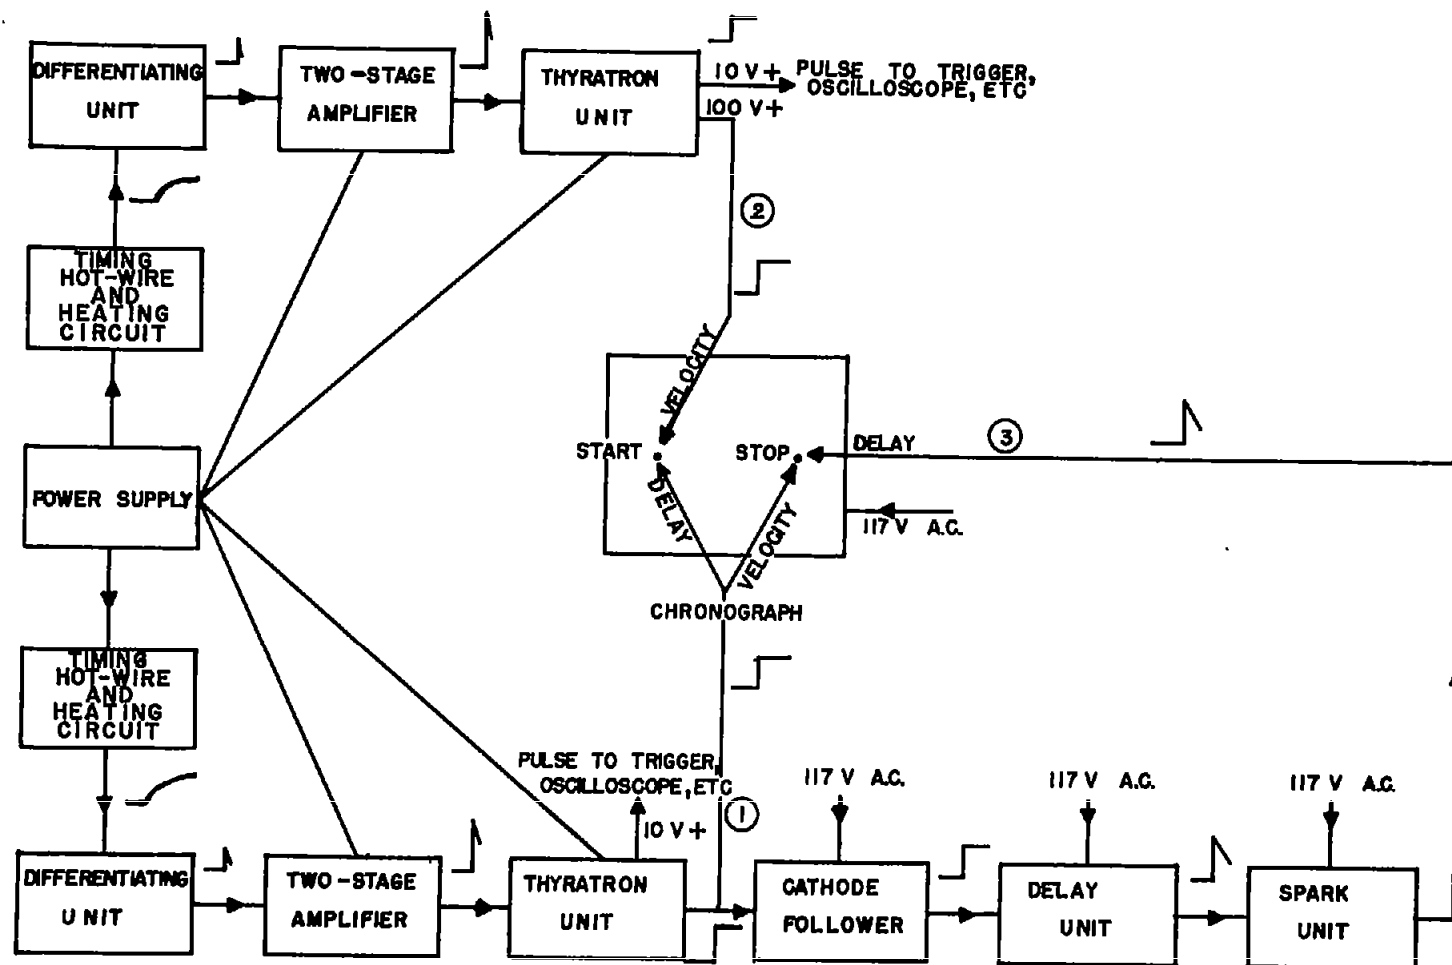 DIFFERENTIATING
UNIT
TWO-STAGE
AMPLIFIER
THYRATRON
UNIT
10 V+
100 V+
PULSE TO TRIGGER,
OSCILLOSCOPE, ETC
2
TIMING
HOT-WIRE
AND
HEATING
CIRCUIT
VELOCITY
START
STOP
DELAY
3
POWER SUPPLY
DELAY
VELOCITY
117 V A.C.
CHRONOGRAPH
TIMING
HOT-WIRE
AND
HEATING
CIRCUIT
PULSE TO TRIGGER,
OSCILLOSCOPE, ETC
10 V+
1
117 V A.C.
117 V A.C.
117 V A.C.
DIFFERENTIATING
UNIT
TWO-STAGE
AMPLIFIER
THYRATRON
UNIT
CATHODE
FOLLOWER
DELAY
UNIT
SPARK
UNIT